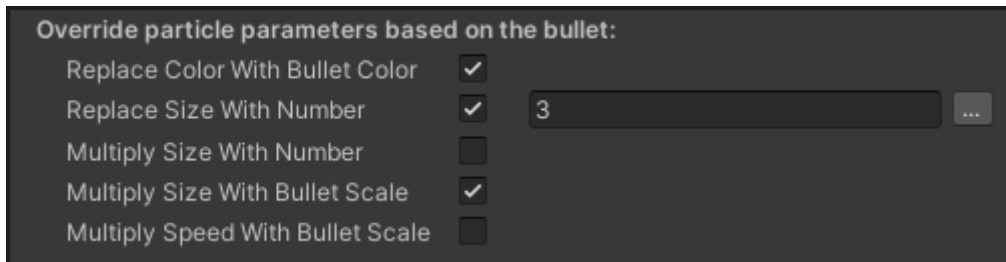 Override particle parameters based on the bullet:
Replace Color With Bullet Color
Replace Size With Number 3 ...
Multiply Size With Number
Multiply Size With Bullet Scale
Multiply Speed With Bullet Scale